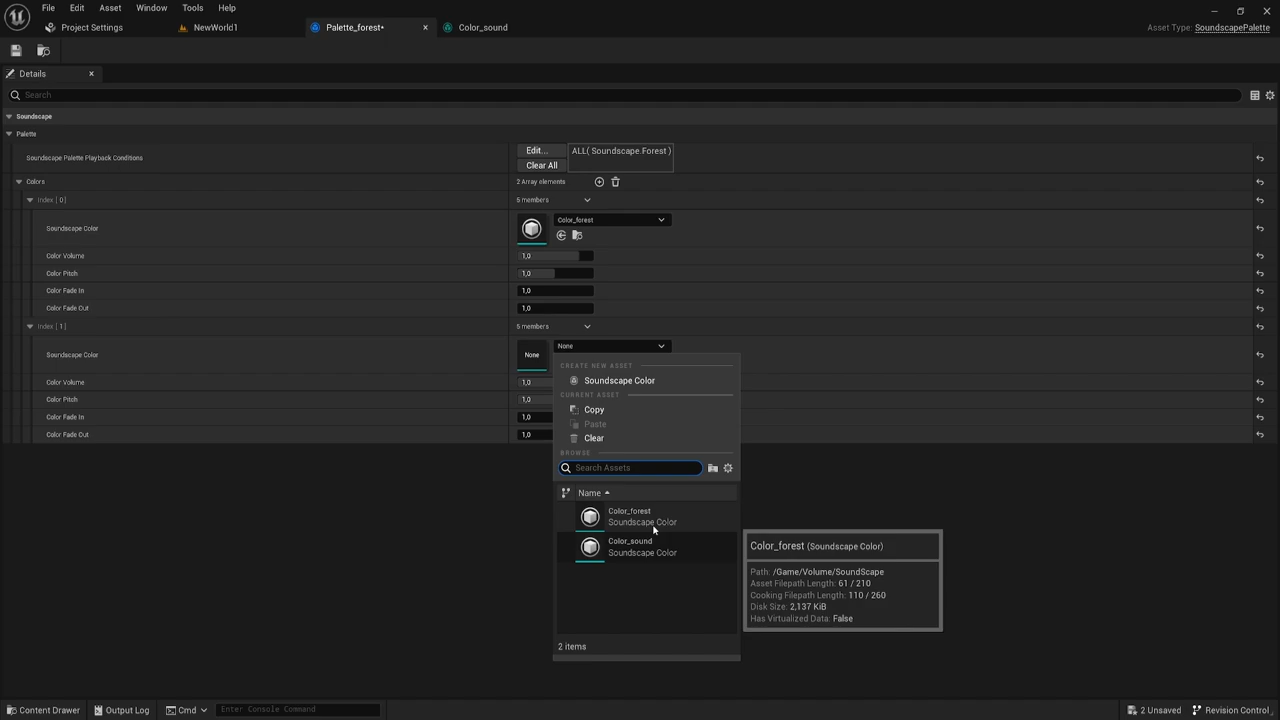 File Edit Asset Window Tools Help
Project Settings NewWorld1 Palette_forest* Color_sound Asset Type: SoundscapePalette
Details
Search
Soundscape
Palette
Soundscape Palette Playback Conditions
Edit... ALL( Soundscape.Forest )
Clear All
Colors 2 Array elements
Index [ 0 ] 5 members
Color_forest
Soundscape Color
Color Volume 1,0
Color Pitch 1,0
Color Fade In 1,0
Color Fade Out 1,0
Index [ 1 ] 5 members
None
Soundscape Color None
CREATE NEW ASSET
Soundscape Color
Color Volume 1,0
CURRENT ASSET
Color Pitch 1,0
Copy
Color Fade In 1,0
Paste
Color Fade Out 1,0
Clear
BROWSE
Search Assets
Name
Color_forest
Soundscape Color
Color_sound
Soundscape Color
2 items
Color_forest (Soundscape Color)
Path: /Game/Volume/SoundScape
Asset Filepath Length: 61 / 210
Cooking Filepath Length: 110 / 260
Disk Size: 2,137 KiB
Has Virtualized Data: False
Content Drawer Output Log Cmd Enter Console Command 2 Unsaved Revision Control